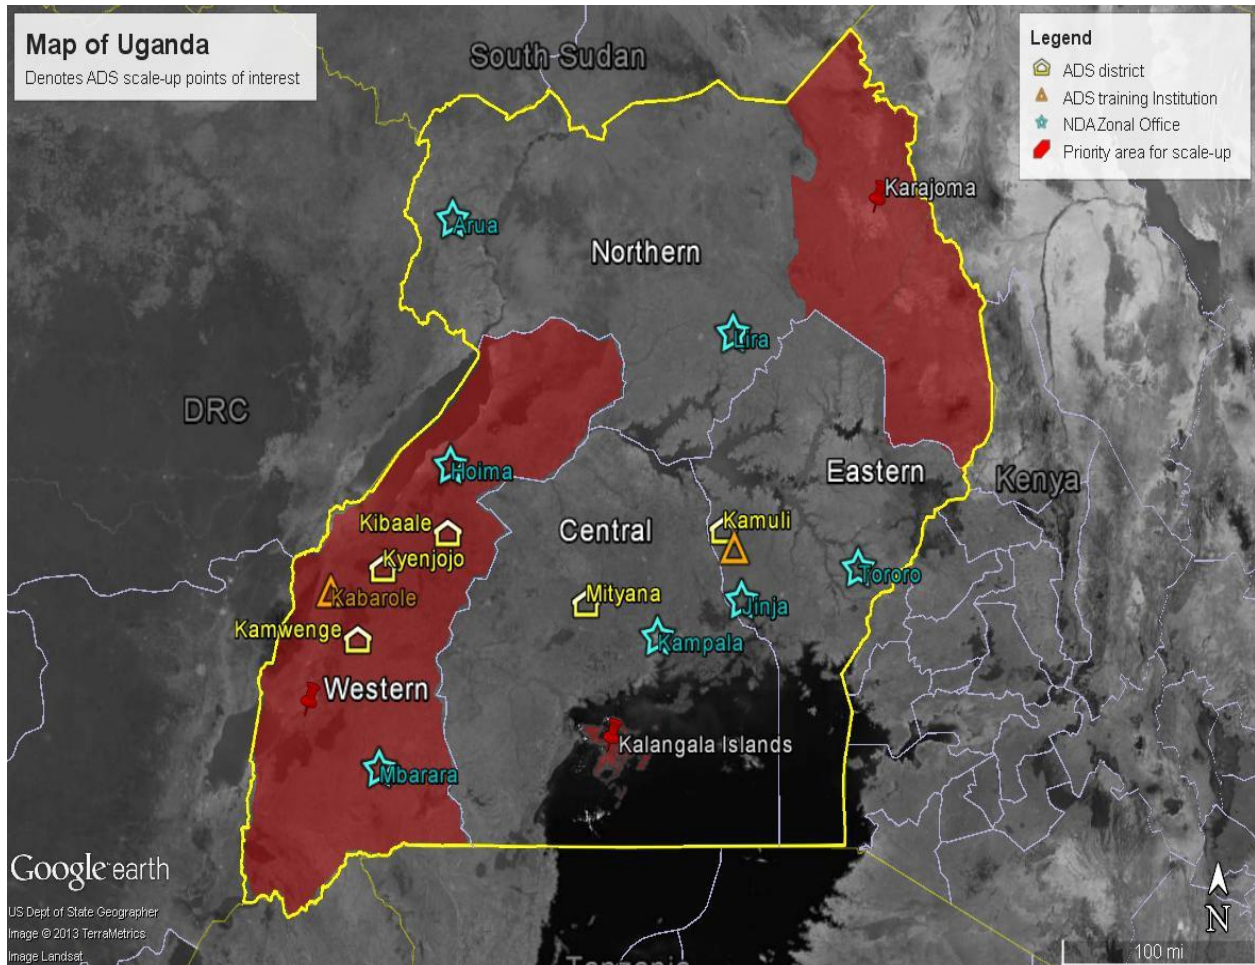 Map of Uganda
Denotes ADS scale-up points of interest
South Sudan
Legend
ADS district
ADS training Institution
NDA Zonal Office
Priority area for scale-up
Karajoma
Arua
Northern
Lira
DRC
Hoima
Eastern
Kenya
Kibaale
Central
Kamuli
Kyenjojo
Tororo
Kabarole
Mityana
Jinja
Kamwenge
Kampala
Western
Kalangala Islands
Mbarara
Google earth
US Dept of State Geographer
Image © 2013 TerraMetrics
Image Landsat
N
100 mi
Tanzania